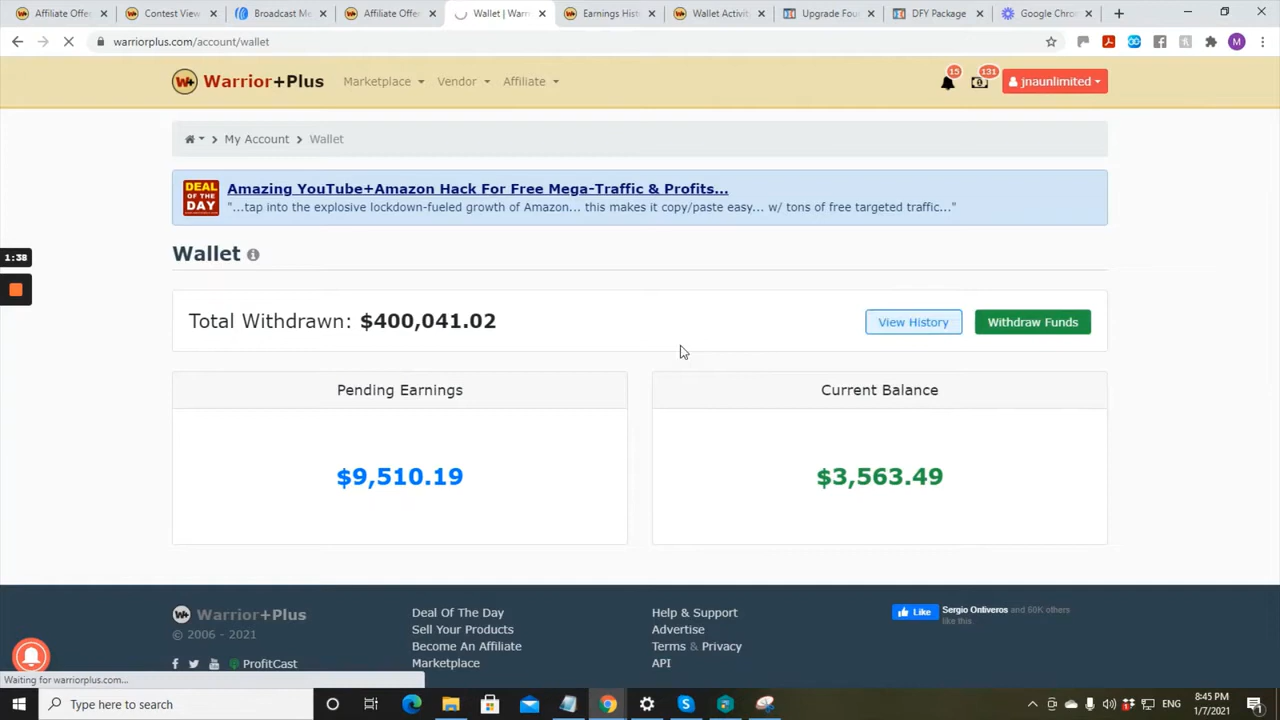 Affiliate Offe
Contest View
Broadcast Me
Affiliate Offer
Wallet | Warr
Earnings Hist
Wallet Activit
Upgrade Four
DFY Package
Google Chro
warriorplus.com/account/wallet
M
W+ Warrior+Plus
Marketplace
Vendor
Affiliate
15
131
jnaunlimited
My Account
Wallet
DEAL
OF THE
DAY
Amazing YouTube+Amazon Hack For Free Mega-Traffic & Profits...
"...tap into the explosive lockdown-fueled growth of Amazon... this makes it copy/paste easy... w/ tons of free targeted traffic..."
1:38
Wallet
Total Withdrawn: $400,041.02
View History
Withdraw Funds
Pending Earnings
Current Balance
$9,510.19
$3,563.49
W+ Warrior+Plus
© 2006 - 2021
ProfitCast
Deal Of The Day
Sell Your Products
Become An Affiliate
Marketplace
Help & Support
Advertise
Terms & Privacy
API
Like
Sergio Ontiveros and 60K others
like this
Waiting for warriorplus.com...
Type here to search
ENG
8:45 PM
1/7/2021